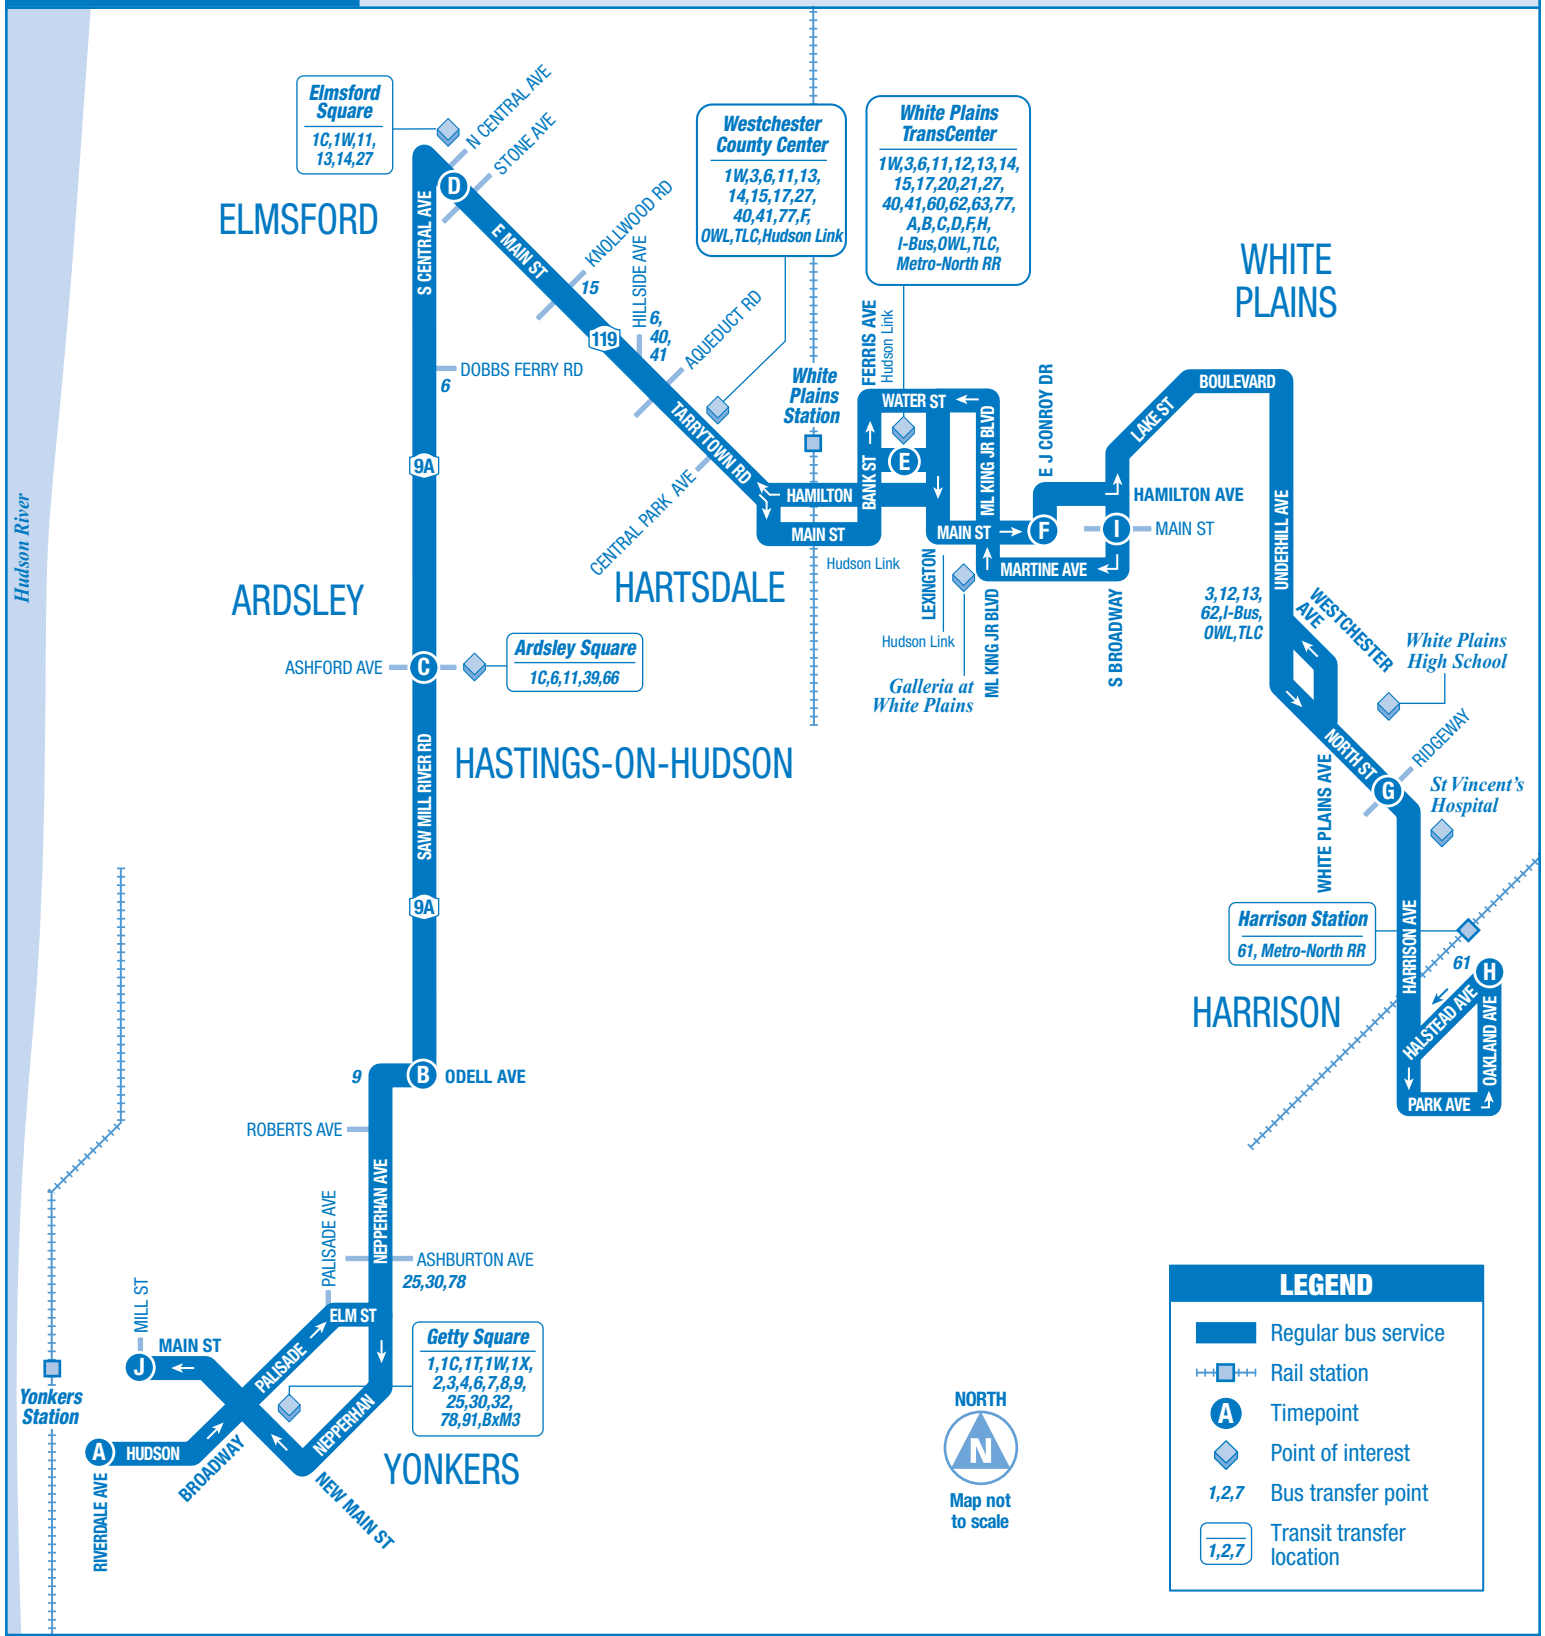 Elmsford
Square
1C,1W,11,
13,14,27
N CENTRAL AVE
STONE AVE
D
ELMSFORD
S CENTRAL AVE
E MAIN ST
KNOLLWOOD RD
15
HILLSIDE AVE
6,
40,
41
119
AQUEDUCT RD
Westchester
County Center
1W,3,6,11,13,
14,15,17,27,
40,41,77,F,
OWL,TLC,Hudson Link
White Plains
TransCenter
1W,3,6,11,12,13,14,
15,17,20,21,27,
40,41,60,62,63,77,
A,B,C,D,F,H,
I-Bus,OWL,TLC,
Metro-North RR
WHITE
PLAINS
DOBBS FERRY RD
6
TARRYTOWN RD
CENTRAL PARK AVE
White
Plains
Station
FERRIS AVE
Hudson Link
WATER ST
E
BANK ST
HAMILTON
MAIN ST
Hudson Link
ML KING JR BLVD
MAIN ST
E J CONROY DR
F
LAKE ST
BOULEVARD
HAMILTON AVE
I
MAIN ST
MARTINE AVE
LEXINGTON
Hudson Link
ML KING JR BLVD
S BROADWAY
Galleria at
White Plains
UNDERHILL AVE
3,12,13,
62,I-Bus,
OWL,TLC
WESTCHESTER
AVE
White Plains
High School
NORTH ST
RIDGEWAY
G
WHITE PLAINS AVE
St Vincent's
Hospital
9A
Hudson River
HARTSDALE
ARDSLEY
ASHFORD AVE
C
Ardsley Square
1C,6,11,39,66
SAW MILL RIVER RD
HASTINGS-ON-HUDSON
9A
Harrison Station
61, Metro-North RR
HARRISON AVE
61
H
HARRISON
HALSTEAD AVE
OAKLAND AVE
PARK AVE
9
B
ODELL AVE
ROBERTS AVE
NEPPERHAN AVE
PALISADE AVE
ASHBURTON AVE
25,30,78
ELM ST
MILL ST
MAIN ST
J
PALISADE
Getty Square
1,1C,1T,1W,1X,
2,3,4,6,7,8,9,
25,30,32,
78,91,BxM3
Yonkers
Station
A
HUDSON
NEPPERHAN
YONKERS
BROADWAY
NEW MAIN ST
RIVERDALE AVE
NORTH
N
Map not
to scale
LEGEND
Regular bus service
Rail station
A
Timepoint
Point of interest
1,2,7
Bus transfer point
1,2,7
Transit transfer
location